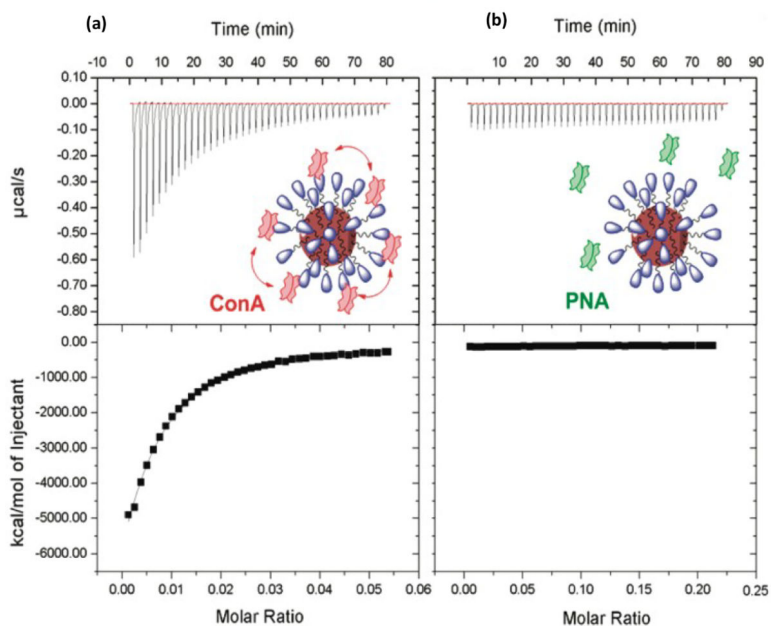 (a)
(b)
Time (min)
Time (min)
-10 0 10 20 30 40 50 60 70 80 90
10 20 30 40 50 60 70 80 90
0.10
0.00
-0.10
-0.20
-0.30
-0.40
-0.50
-0.60
-0.70
-0.80
µcal/s
ConA
PNA
0.00
-1000.00
-2000.00
-3000.00
-4000.00
-5000.00
-6000.00
kcal/mol of Injectant
0.00 0.01 0.02 0.03 0.04 0.05 0.06
0.00 0.05 0.10 0.15 0.20 0.25
Molar Ratio
Molar Ratio